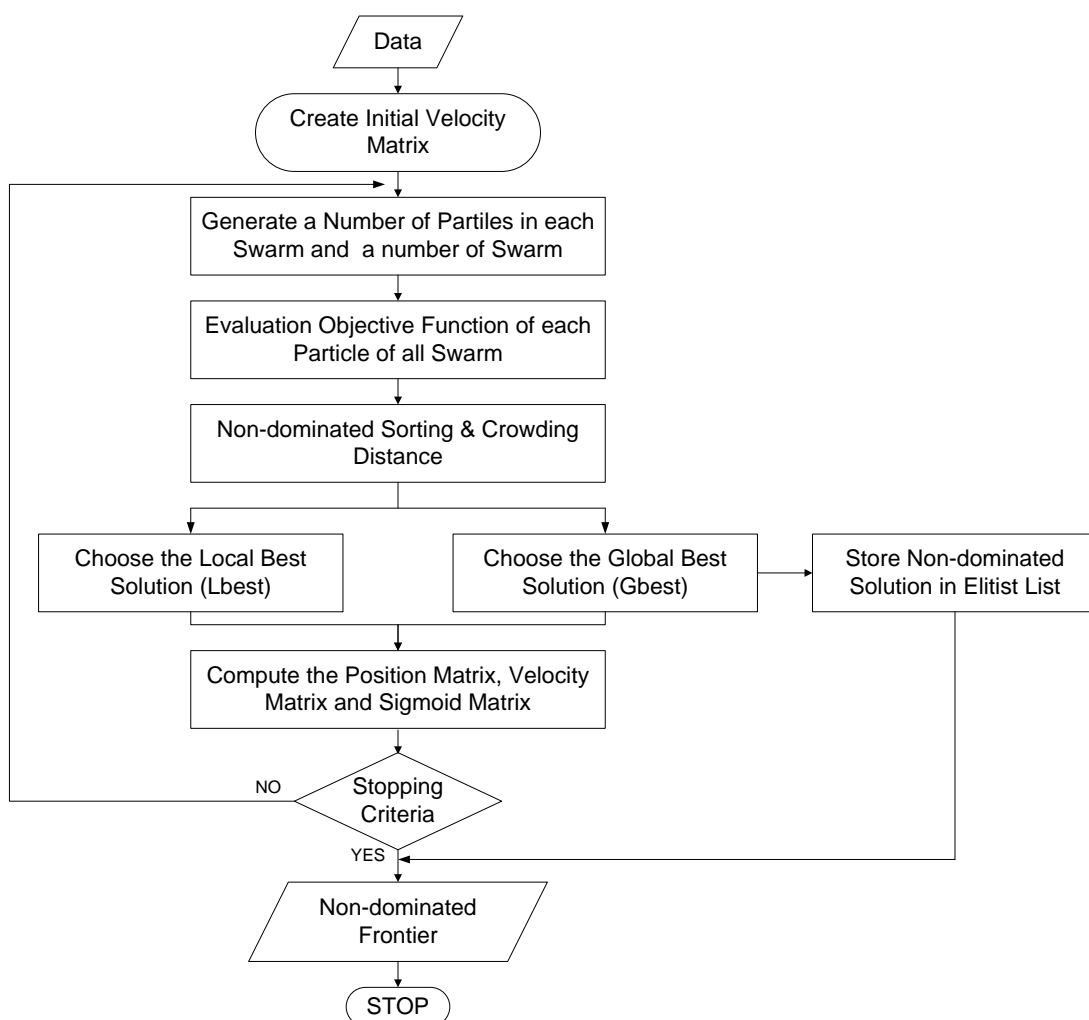 Data
Create Initial Velocity
Matrix
Generate a Number of Partiles in each
Swarm and a number of Swarm
Evaluation Objective Function of each
Particle of all Swarm
Non-dominated Sorting & Crowding
Distance
Choose the Local Best
Solution (Lbest)
Choose the Global Best
Solution (Gbest)
Store Non-dominated
Solution in Elitist List
Compute the Position Matrix, Velocity
Matrix and Sigmoid Matrix
NO
Stopping
Criteria
YES
Non-dominated
Frontier
STOP